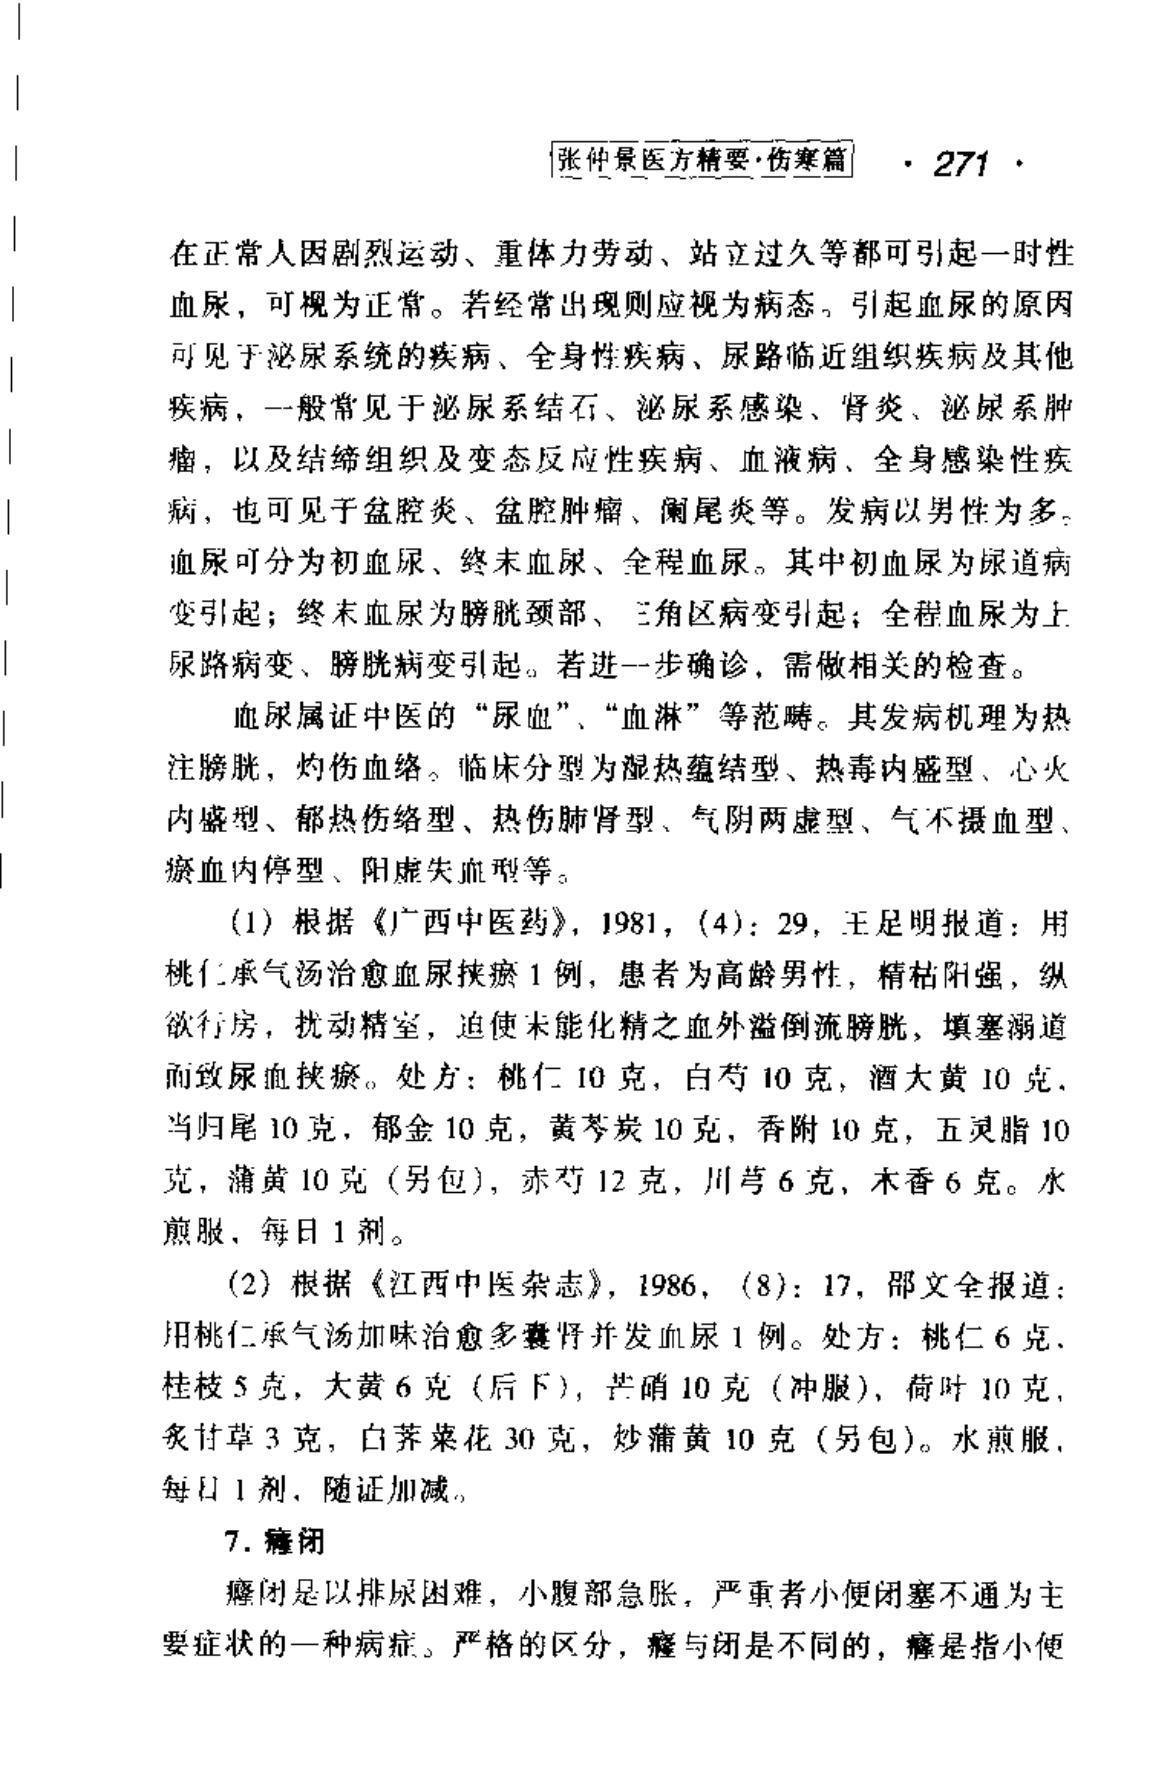 张仲景医方精要·伤寒篇 · 271 ·
在正常人因剧烈运动、重体力劳动、站立过久等都可引起一时性
血尿，可视为正常。若经常出现则应视为病态。引起血尿的原因
可见于泌尿系统的疾病、全身性疾病、尿路临近组织疾病及其他
疾病，一般常见于泌尿系结石、泌尿系感染、肾炎、泌尿系肿
瘤，以及结缔组织及变态反应性疾病、血液病、全身感染性疾
病，也可见于盆腔炎、盆腔肿瘤、阑尾炎等。发病以男性为多。
血尿可分为初血尿、终末血尿、全程血尿。其中初血尿为尿道病
变引起；终末血尿为膀胱颈部、三角区病变引起；全程血尿为上
尿路病变、膀胱病变引起。若进一步确诊，需做相关的检查。
血尿属证中医的“尿血”、“血淋”等范畴。其发病机理为热
注膀胱，灼伤血络。临床分型为湿热蕴结型、热毒内盛型、心火
内盛型、郁热伤络型、热伤肺肾型、气阴两虚型、气不摄血型、
瘀血内停型、阳虚失血型等。
(1) 根据《广西中医药》，1981，(4)：29，王足明报道：用
桃仁承气汤治愈血尿挟瘀 1 例，患者为高龄男性，精枯阳强，纵
欲行房，扰动精室，迫使未能化精之血外溢倒流膀胱，填塞溺道
而致尿血挟瘀。处方：桃仁 10 克，白芍 10 克，酒大黄 10 克，
当归尾 10 克，郁金 10 克，黄芩炭 10 克，香附 10 克，五灵脂 10
克，蒲黄 10 克（另包），赤芍 12 克，川芎 6 克，木香 6 克。水
煎服，每日 1 剂。
(2) 根据《江西中医杂志》，1986，(8)：17，邵文全报道：
用桃仁承气汤加味治愈多囊肾并发血尿 1 例。处方：桃仁 6 克，
桂枝 5 克，大黄 6 克（后下），芒硝 10 克（冲服），荷叶 10 克，
炙甘草 3 克，白荠菜花 30 克，炒蒲黄 10 克（另包）。水煎服，
每日 1 剂，随证加减。
7. 癃闭
癃闭是以排尿困难，小腹部急胀，严重者小便闭塞不通为主
要症状的一种病症。严格的区分，癃与闭是不同的，癃是指小便